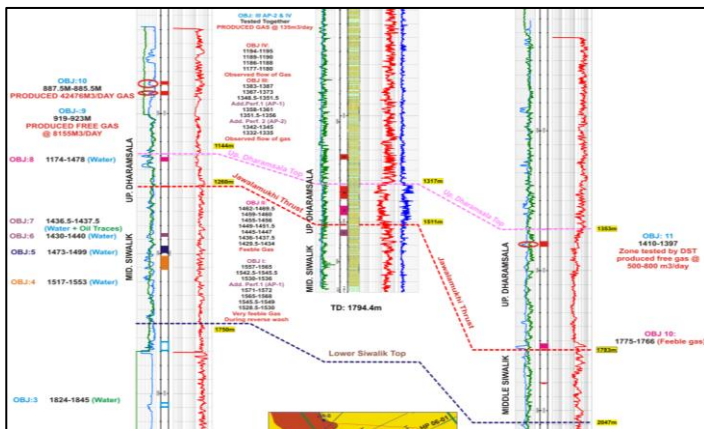 OBJ: III AP-2 & IV
Tested Together
PRODUCED GAS @ 135m3/day
OBJ:10
887.5M-885.5M
PRODUCED 42476M3/DAY GAS
OBJ-:9
919-923M
PRODUCED FREE GAS
@ 8155M3/DAY
OBJ:8 1174-1478 (Water)
UP. DHARAMSALA
1144m
Up. Dharamsala Top
1266m
Jawalamukhi Thrust
OBJ:7 1436.5-1437.5
(Water + Oil Traces)
OBJ:6 1430-1440 (Water)
OBJ:5 1473-1499 (Water)
OBJ:4 1517-1553 (Water)
MID. SIWALIK
1750m
OBJ:3 1824-1845 (Water)
OBJ IV:
1194-1195
1189-1190
1186-1188
1177-1180
Observed flow of Gas
OBJ III:
1383-1387
1367-1373
1348.5-1351.5
Add.Perf.1 (AP-1)
1358-1361
1351.5-1356
Add. Perf. 2 (AP-2)
1342-1345
1332-1335
Observed flow of gas
OBJ II:
1462-1469.5
1459-1460
1455-1456
1449-1451.5
1445-1447
1436-1437.5
1429.5-1434
Feeble Gas
OBJ I:
1557-1565
1542.5-1545.5
1530-1536
Add. Perf.1 (AP-1)
1571-1572
1565-1568
1545.5-1549
1528.5-1530
Very feeble Gas
During reverse wash
UP. DHARAMSALA
MID. SIWALIK
1317m
1511m
Up. Dharamsala Top
Jawalamukhi Thrust
TD: 1794.4m
Lower Siwalik Top
1353m
UP. DHARAMSALA
MIDDLE SIWALIK
OBJ: 11
1410-1397
Zone tested by DST
produced free gas @
500-800 m3/day
OBJ 10:
1775-1766 (Feeble gas)
1783m
2047m
HP 06-01